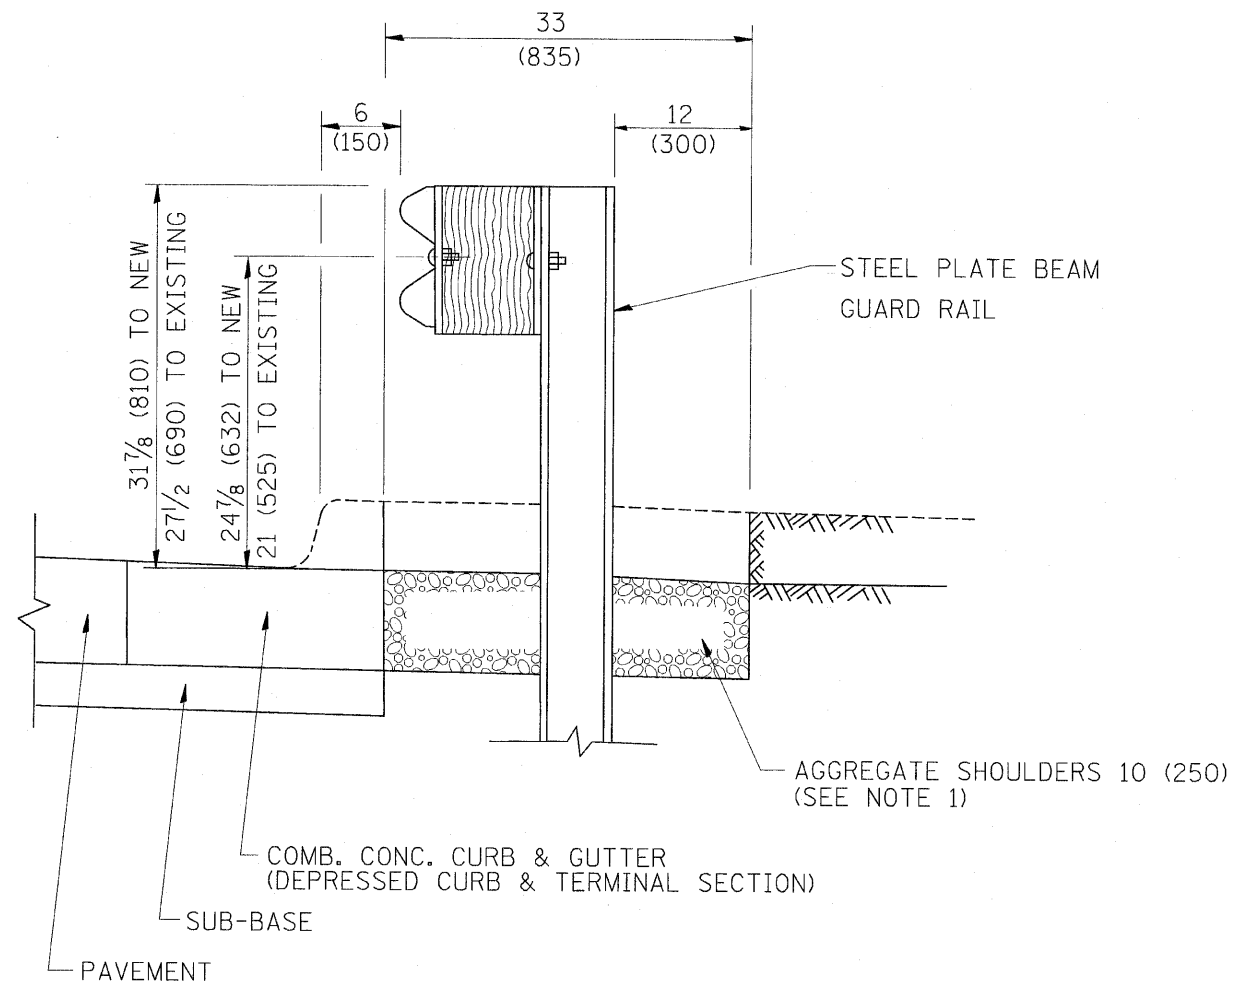 33
(835)
6
(150)
12
(300)
31⅞ (810) TO NEW
27½ (690) TO EXISTING
24⅞ (632) TO NEW
21 (525) TO EXISTING
STEEL PLATE BEAM
GUARD RAIL
AGGREGATE SHOULDERS 10 (250)
(SEE NOTE 1)
COMB. CONC. CURB & GUTTER
(DEPRESSED CURB & TERMINAL SECTION)
SUB-BASE
PAVEMENT